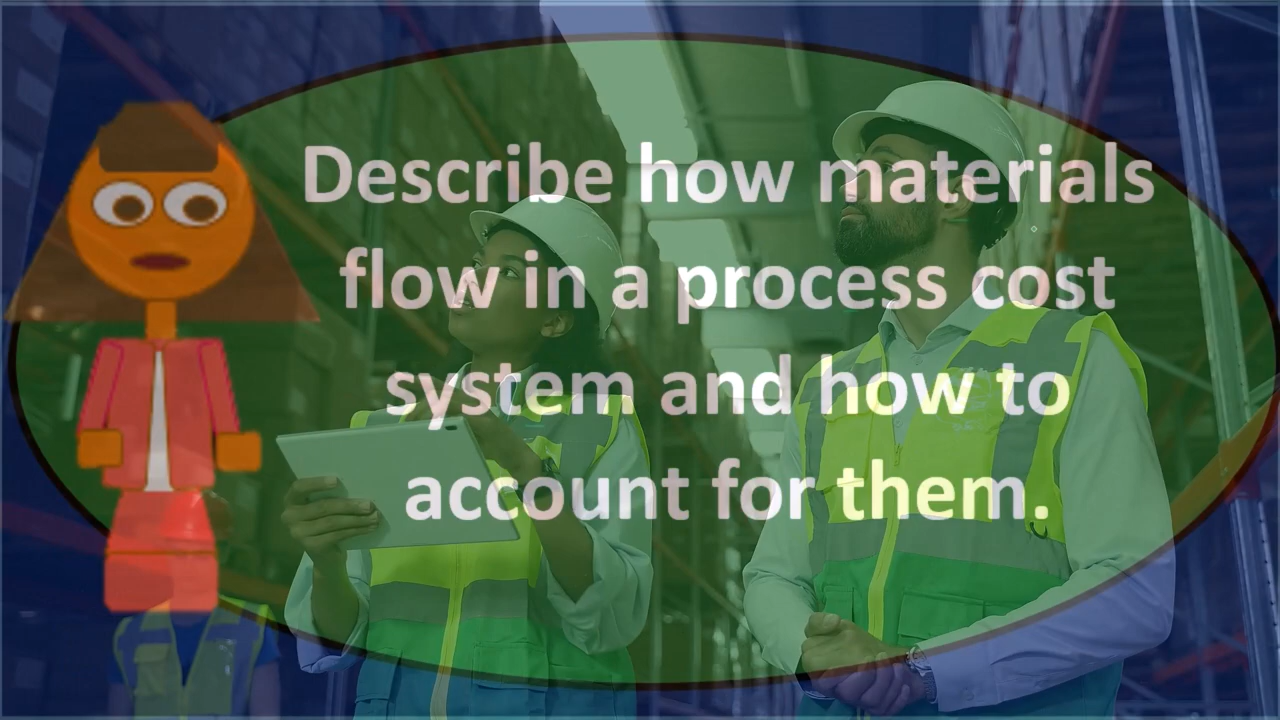 Describe how materials
flow in a process cost
system and how to
account for them.